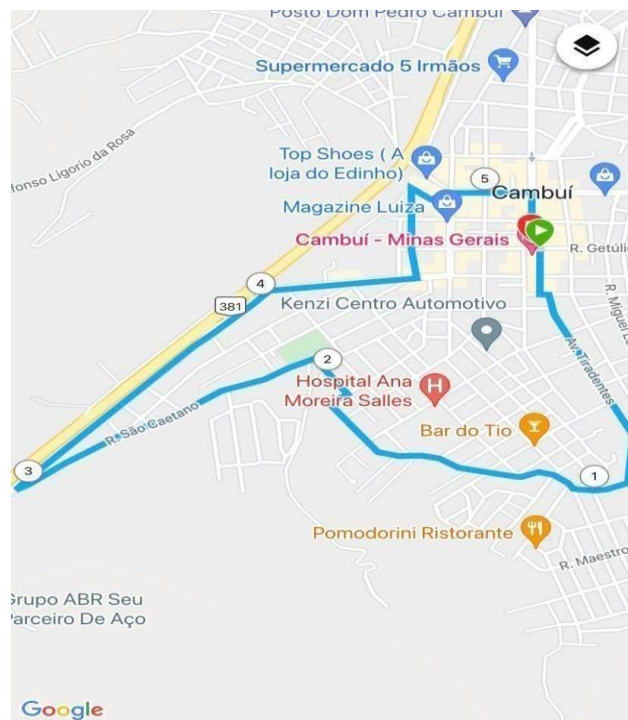 Posto Dom Pedro Cambuí
Supermercado 5 Irmãos
fonso Ligorio da Rosa
Top Shoes ( A
loja do Edinho)
5
Cambuí
Magazine Luiza
Cambuí - Minas Gerais
R. Getúlio
4
381
Kenzi Centro Automotivo
R. Miguel L
Av. Tiradentes
2
Hospital Ana
Moreira Salles
R. São Caetano
Bar do Tio
3
1
Pomodorini Ristorante
R. Maestro
Grupo ABR Seu
Parceiro De Aço
Google